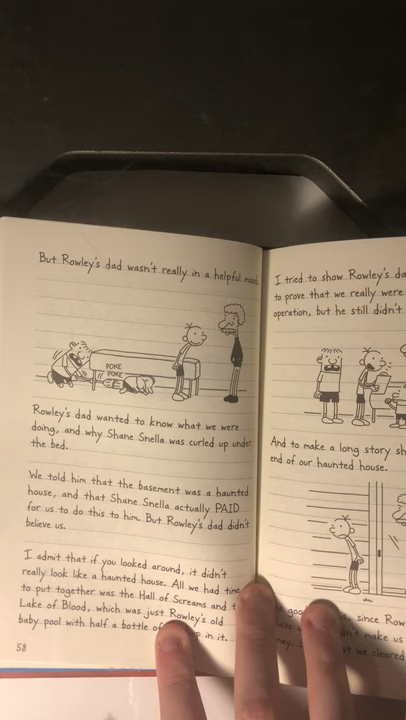 But Rowley's dad wasn't really in a helpful mood.
POKE
POKE
Rowley's dad wanted to know what we were
doing, and why Shane Snella was curled up under
the bed.
We told him that the basement was a haunted
house, and that Shane Snella actually PAID
for us to do this to him. But Rowley's dad didn't
believe us.
I admit that if you looked around, it didn't
really look like a haunted house. All we had time
to put together was the Hall of Screams and
Lake of Blood, which was just Rowley's old
baby pool with half a bottle of in it.
58
I tried to show Rowley's
to prove that we really were
operation, but he still didn't
And to make a long story
end of our haunted house.
good since
make us
we cleared